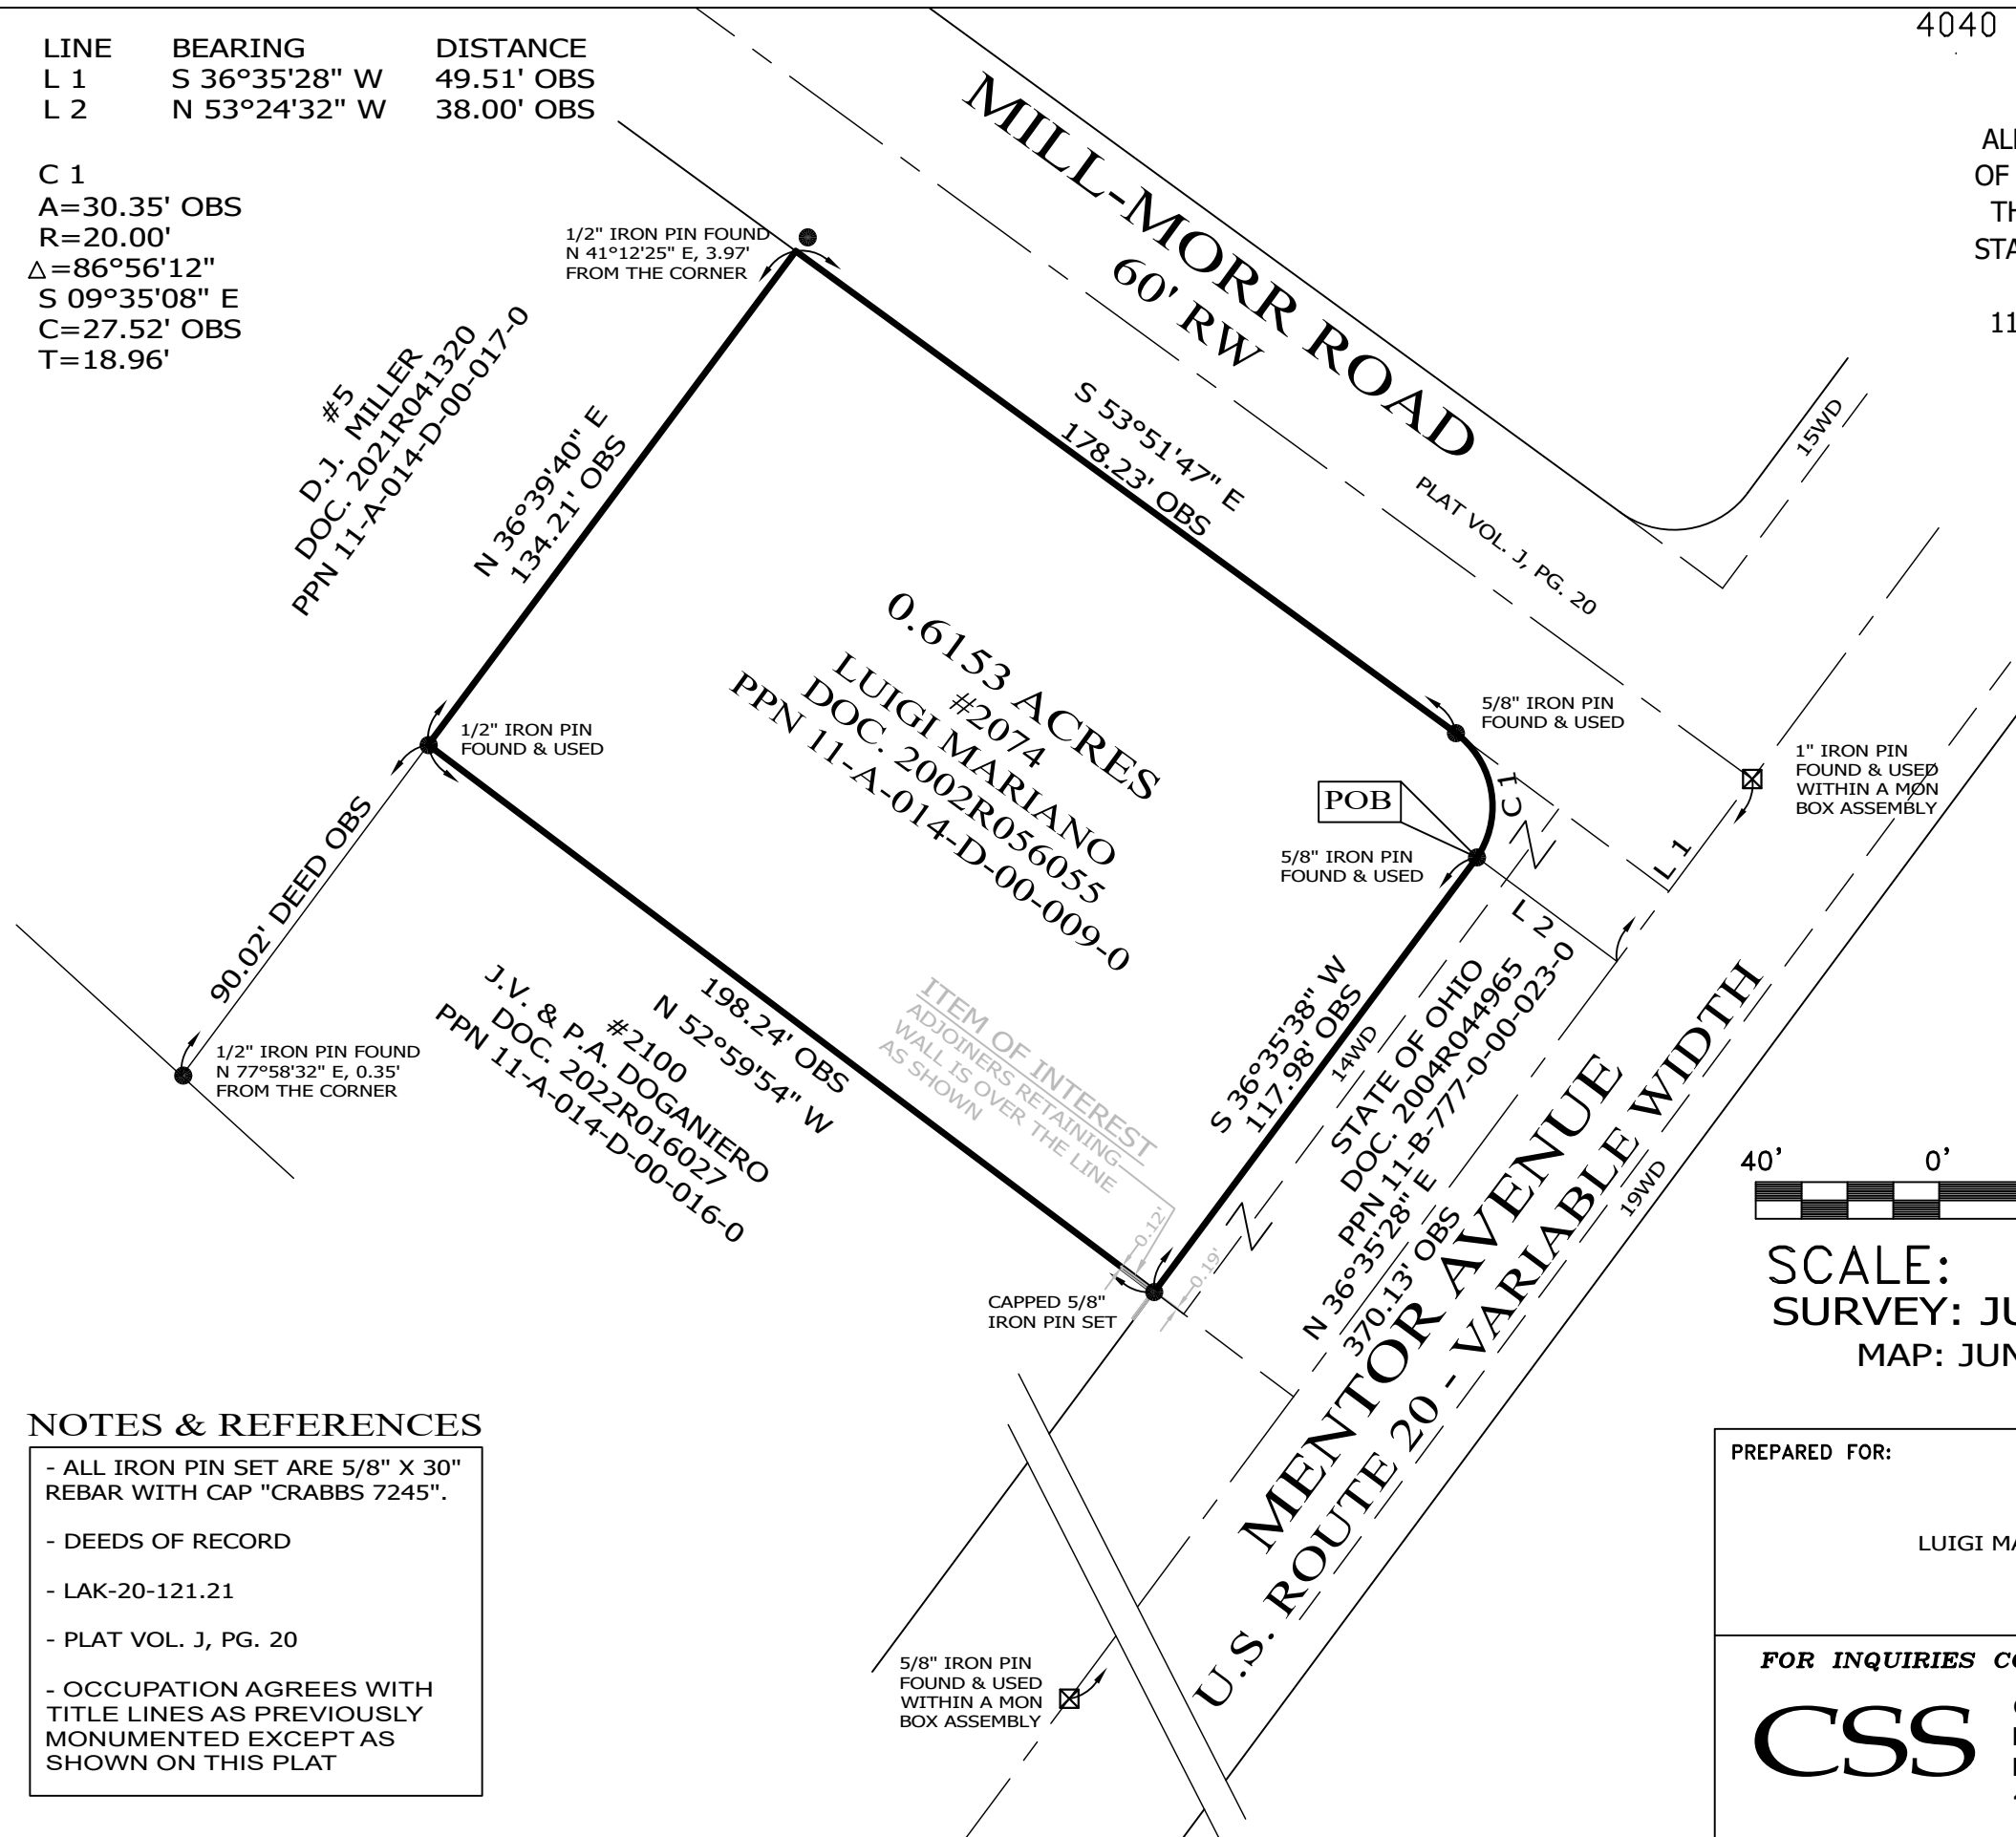 LINE BEARING DISTANCE
L 1 S 36°35'28" W 49.51' OBS
L 2 N 53°24'32" W 38.00' OBS
C 1
A=30.35' OBS
R=20.00'
△=86°56'12"
S 09°35'08" E
C=27.52' OBS
T=18.96'
4040
OF
11
MILL-MORR ROAD
60' RW
PLAT VOL. J, PG. 20
15WD
1/2" IRON PIN FOUND
N 41°12'25" E, 3.97'
FROM THE CORNER
#5
D.J. MILLER
DOC. 2021R041320
PPN 11-A-014-D-00-017-0
N 36°39'40" E
134.21' OBS
S 53°51'47" E
178.23' OBS
0.6153 ACRES
#2074
LUIGI MARIANO
DOC. 2002R056055
PPN 11-A-014-D-00-009-0
1/2" IRON PIN
FOUND & USED
5/8" IRON PIN
FOUND & USED
1" IRON PIN
FOUND & USED
WITHIN A MON
BOX ASSEMBLY
POB
C 1
L 1
5/8" IRON PIN
FOUND & USED
L 2
90.02' DEED OBS
1/2" IRON PIN FOUND
N 77°58'32" E, 0.35'
FROM THE CORNER
198.24' OBS
N 52°59'54" W
#2100
J.V. & P.A. DOGANIERO
DOC. 2022R016027
PPN 11-A-014-D-00-016-0
ITEM OF INTEREST
ADJOINERS RETAINING
WALL IS OVER THE LINE
AS SHOWN
0.12'
0.19'
S 36°35'38" W
117.98' OBS
14WD
STATE OF OHIO
DOC. 2004R044965
PPN 11-B-777-0-00-023-0
N 36°35'28" E
370.13' OBS
MENTOR AVENUE
U.S. ROUTE 20 - VARIABLE WIDTH
19WD
CAPPED 5/8"
IRON PIN SET
5/8" IRON PIN
FOUND & USED
WITHIN A MON
BOX ASSEMBLY
40' 0'
SCALE:
SURVEY:
MAP:
PREPARED FOR:
LUIGI
FOR INQUIRIES
CSS
NOTES & REFERENCES
- ALL IRON PIN SET ARE 5/8" X 30"
REBAR WITH CAP "CRABBS 7245".
- DEEDS OF RECORD
- LAK-20-121.21
- PLAT VOL. J, PG. 20
- OCCUPATION AGREES WITH
TITLE LINES AS PREVIOUSLY
MONUMENTED EXCEPT AS
SHOWN ON THIS PLAT